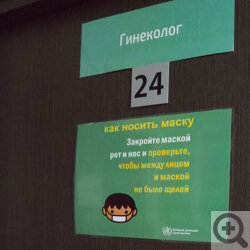 Гинеколог
24
как носить маску
Закройте маской
рот и нос и проверьте,
чтобы между лицом
и маской
не было щелей